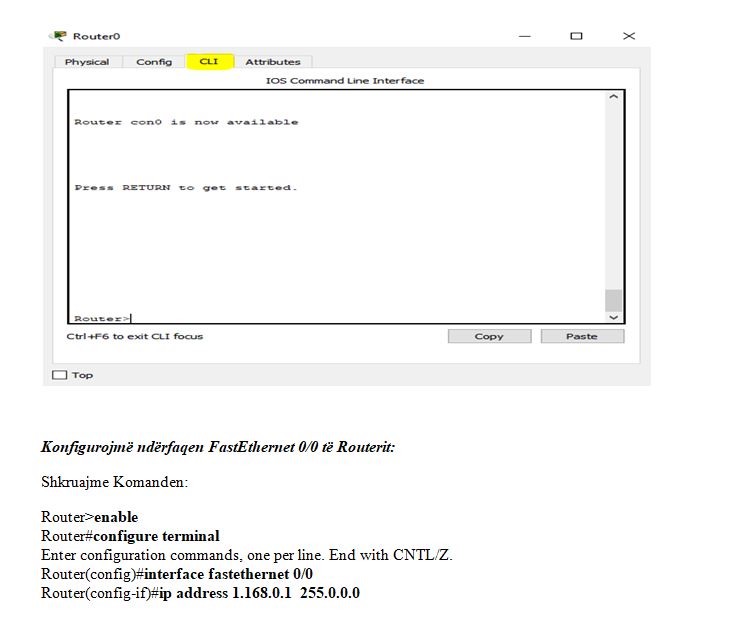 Router0
Physical Config CLI Attributes
IOS Command Line Interface
Router con0 is now available
Press RETURN to get started.
Router>
Ctrl+F6 to exit CLI focus
Copy Paste
Top
Konfigurojmë ndërfaqen FastEthernet 0/0 të Routerit:
Shkruajme Komanden:
Router>enable
Router#configure terminal
Enter configuration commands, one per line. End with CNTL/Z.
Router(config)#interface fastethernet 0/0
Router(config-if)#ip address 1.168.0.1 255.0.0.0